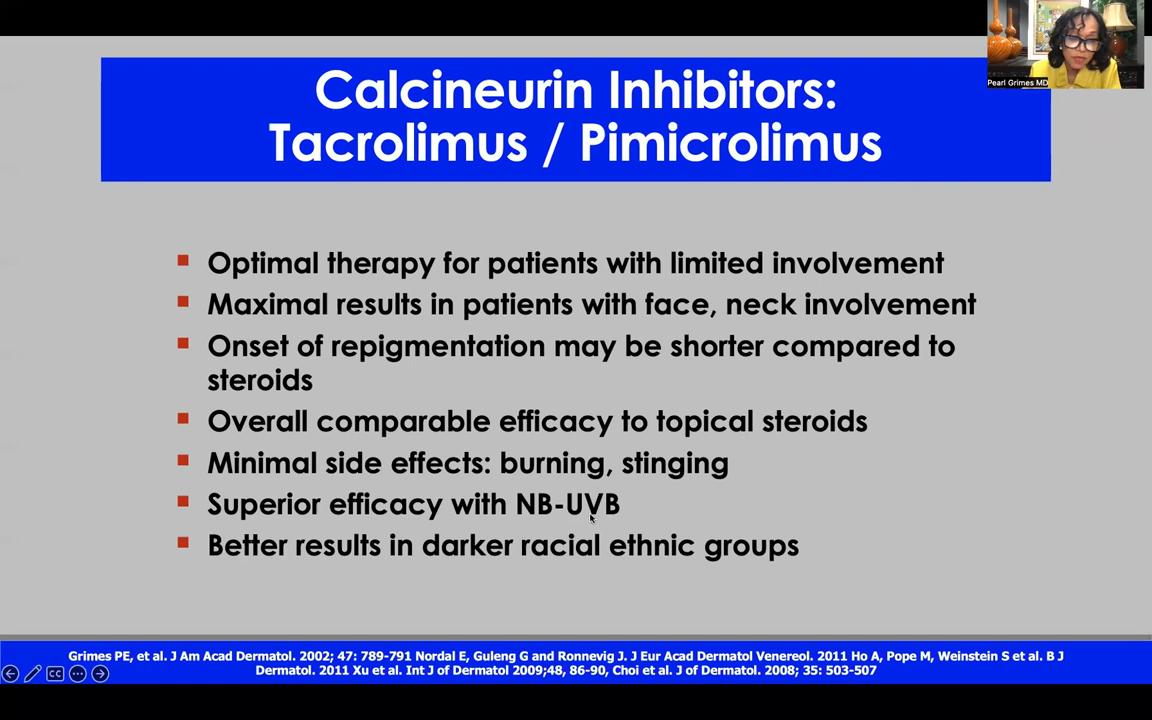 Pearl Grimes MD
Calcineurin Inhibitors:
Tacrolimus / Pimicrolimus
Optimal therapy for patients with limited involvement
Maximal results in patients with face, neck involvement
Onset of repigmentation may be shorter compared to
steroids
Overall comparable efficacy to topical steroids
Minimal side effects: burning, stinging
Superior efficacy with NB-UVB
Better results in darker racial ethnic groups
Grimes PE, et al. J Am Acad Dermatol. 2002; 47: 789-791 Nordal E, Guleng G and Ronnevig J. J Eur Acad Dermatol Venereol. 2011 Ho A, Pope M, Weinstein S et al. B J
Dermatol. 2011 Xu et al. Int J of Dermatol 2009;48, 86-90, Choi et al. J of Dermatol. 2008; 35: 503-507
CC